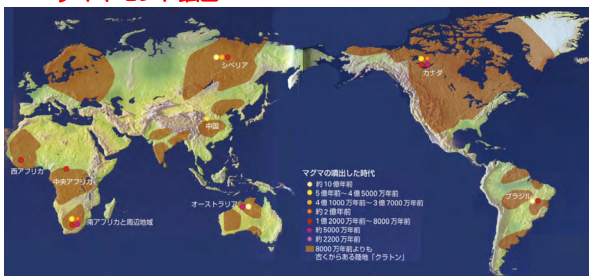 シベリア
カナダ
中国
西アフリカ
中央アフリカ
南アフリカと周辺地域
オーストラリア
ブラジル
マグマの噴出した時代
約10億年前
5億年前~4億5000万年前
4億1000万年前~3億7000万年前
約2億年前
1億2000万年前~8000万年前
約5000万年前
約2200万年前
8000万年前よりも
古くからある陸地「クラトン」